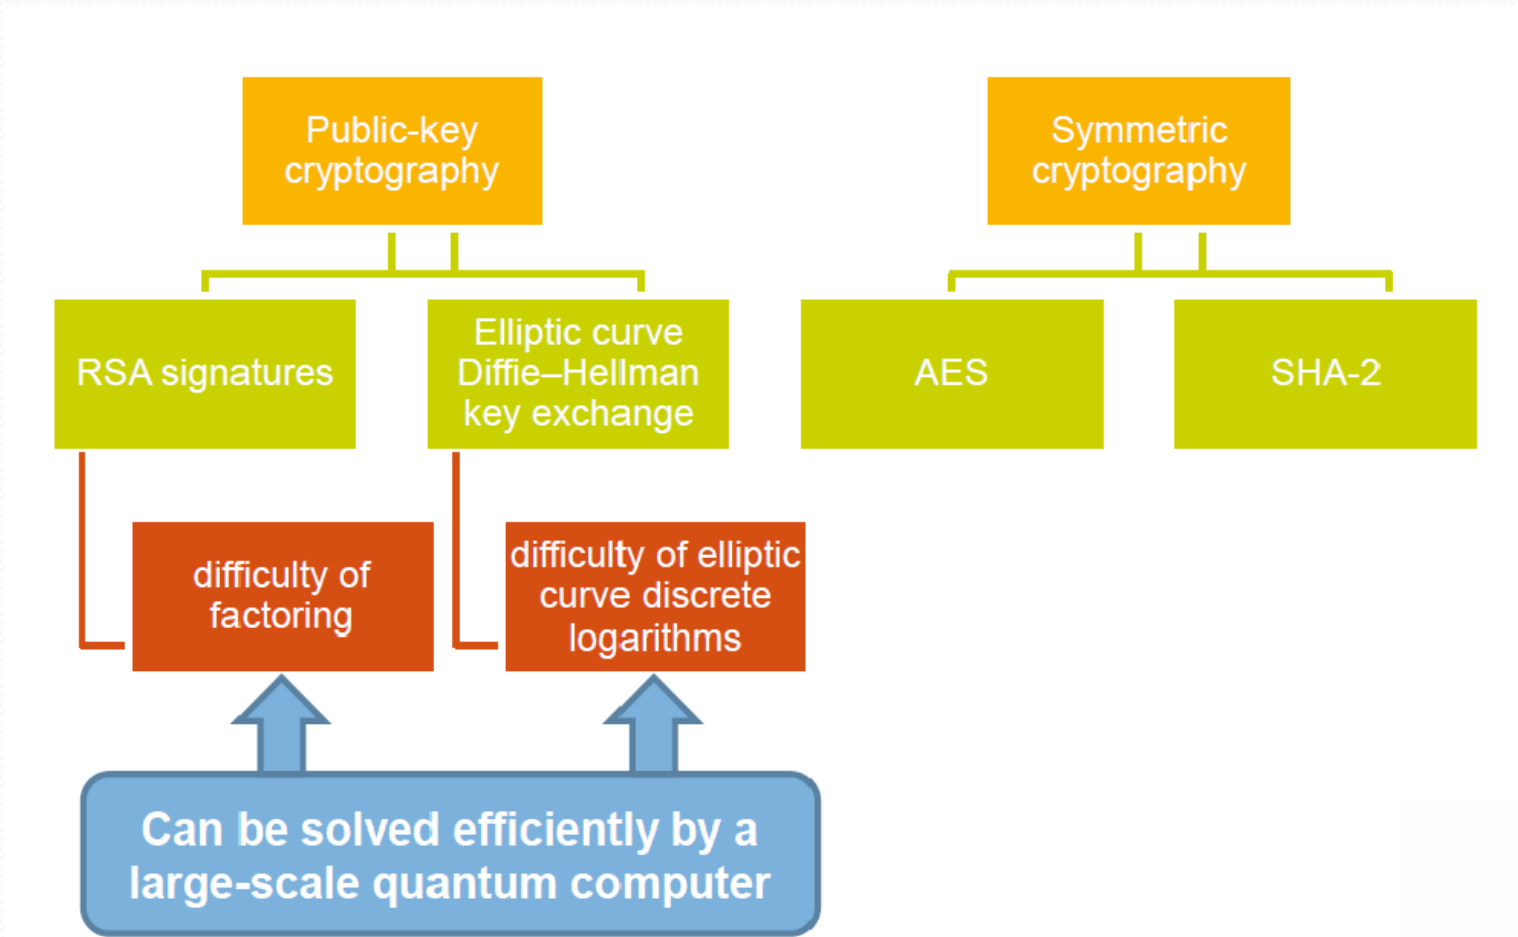 Public-key
cryptography
Symmetric
cryptography
RSA signatures
Elliptic curve
Diffie–Hellman
key exchange
AES
SHA-2
difficulty of
factoring
difficulty of elliptic
curve discrete
logarithms
Can be solved efficiently by a
large-scale quantum computer